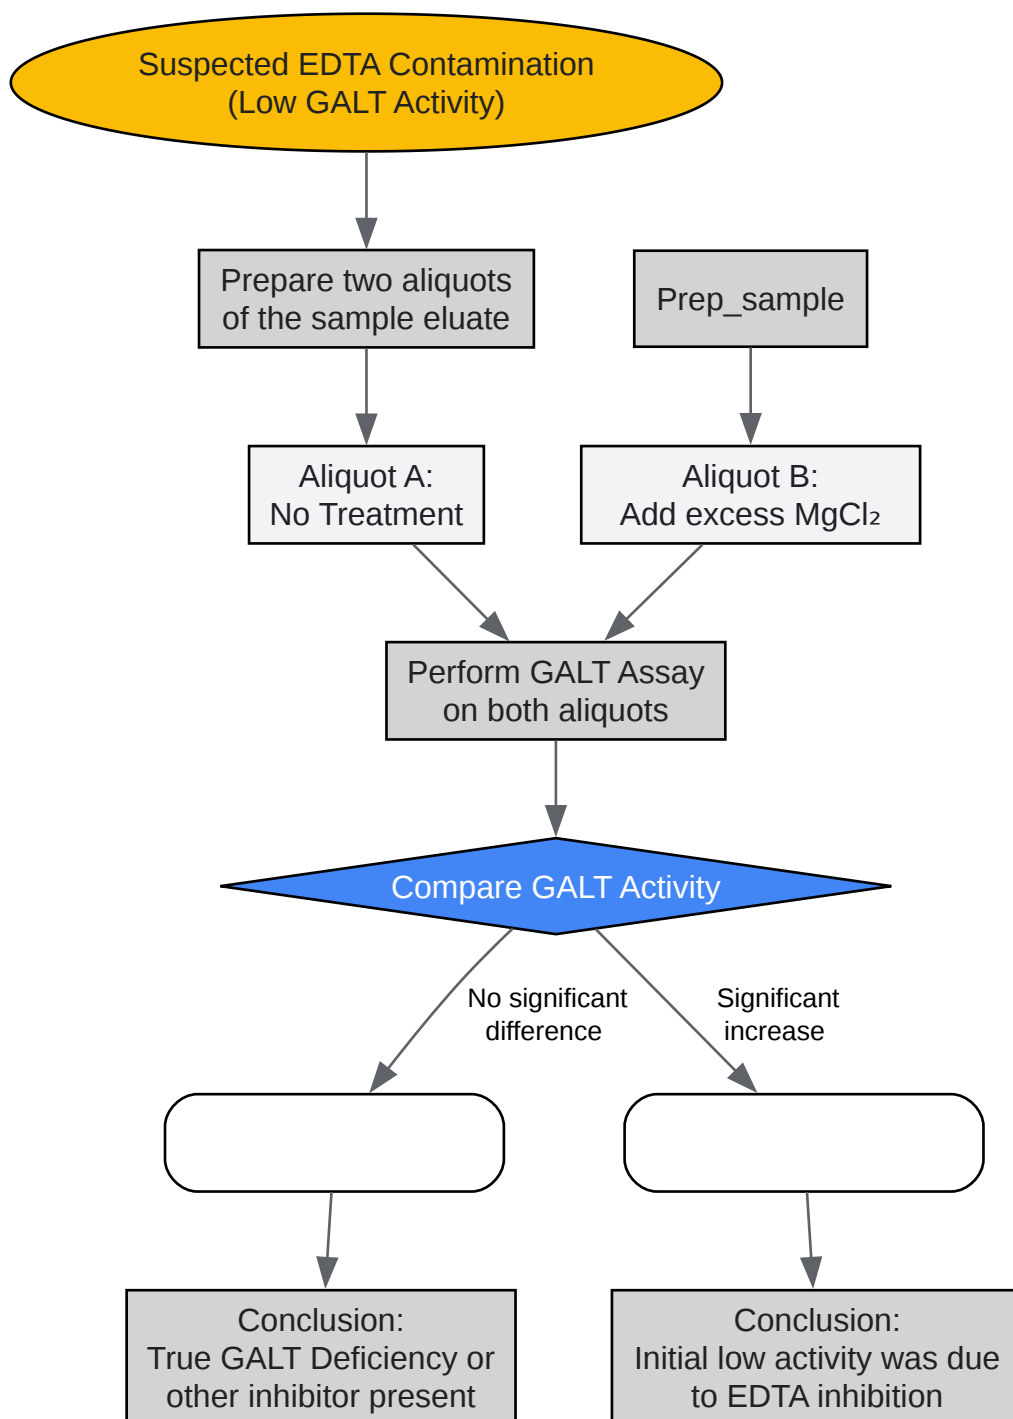 Suspected EDTA Contamination
(Low GALT Activity)
Prepare two aliquots
of the sample eluate
Prep_sample
Aliquot A:
No Treatment
Aliquot B:
Add excess MgCl₂
Perform GALT Assay
on both aliquots
Compare GALT Activity
No significant
difference
Significant
increase
Conclusion:
True GALT Deficiency or
other inhibitor present
Conclusion:
Initial low activity was due
to EDTA inhibition